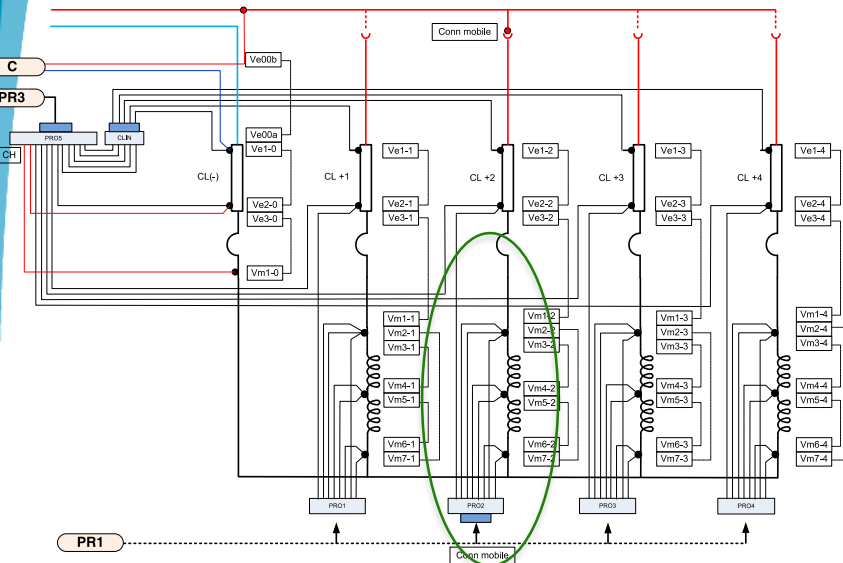 Conn mobile
Ve00b
C
PR3
PRO5
CLIN
CH
Ve00a
Ve1-0
Ve1-1
Ve1-2
Ve1-3
Ve1-4
CL(-)
CL +1
CL +2
CL +3
CL +4
Ve2-0
Ve2-1
Ve2-2
Ve2-3
Ve2-4
Ve3-0
Ve3-1
Ve3-2
Ve3-3
Ve3-4
Vm1-0
Vm1-1
Vm1-2
Vm1-3
Vm1-4
Vm2-1
Vm2-2
Vm2-3
Vm2-4
Vm3-1
Vm3-2
Vm3-3
Vm3-4
Vm4-1
Vm4-2
Vm4-3
Vm4-4
Vm5-1
Vm5-2
Vm5-3
Vm5-4
Vm6-1
Vm6-2
Vm6-3
Vm6-4
Vm7-1
Vm7-2
Vm7-3
Vm7-4
PRO1
PRO2
PRO3
PRO4
PR1
Conn mobile